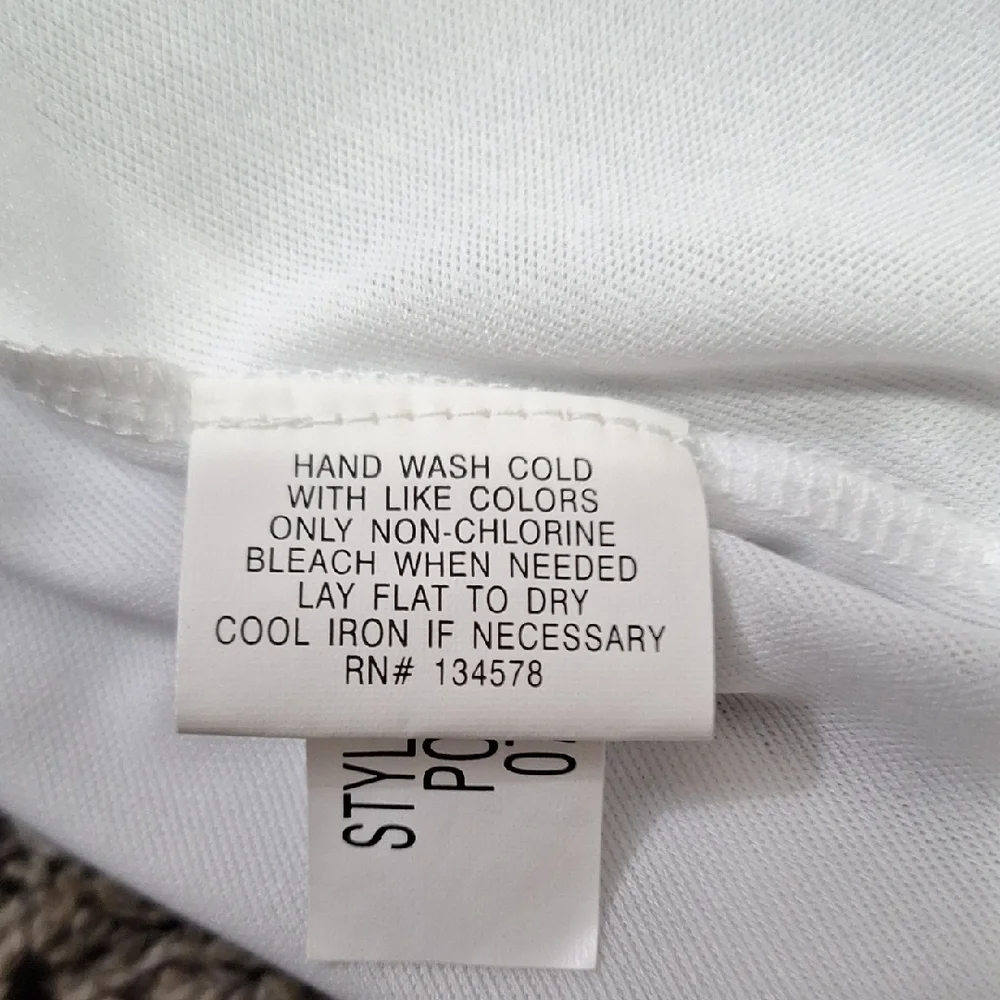 HAND WASH COLD
WITH LIKE COLORS
ONLY NON-CHLORINE
BLEACH WHEN NEEDED
LAY FLAT TO DRY
COOL IRON IF NECESSARY
RN# 134578